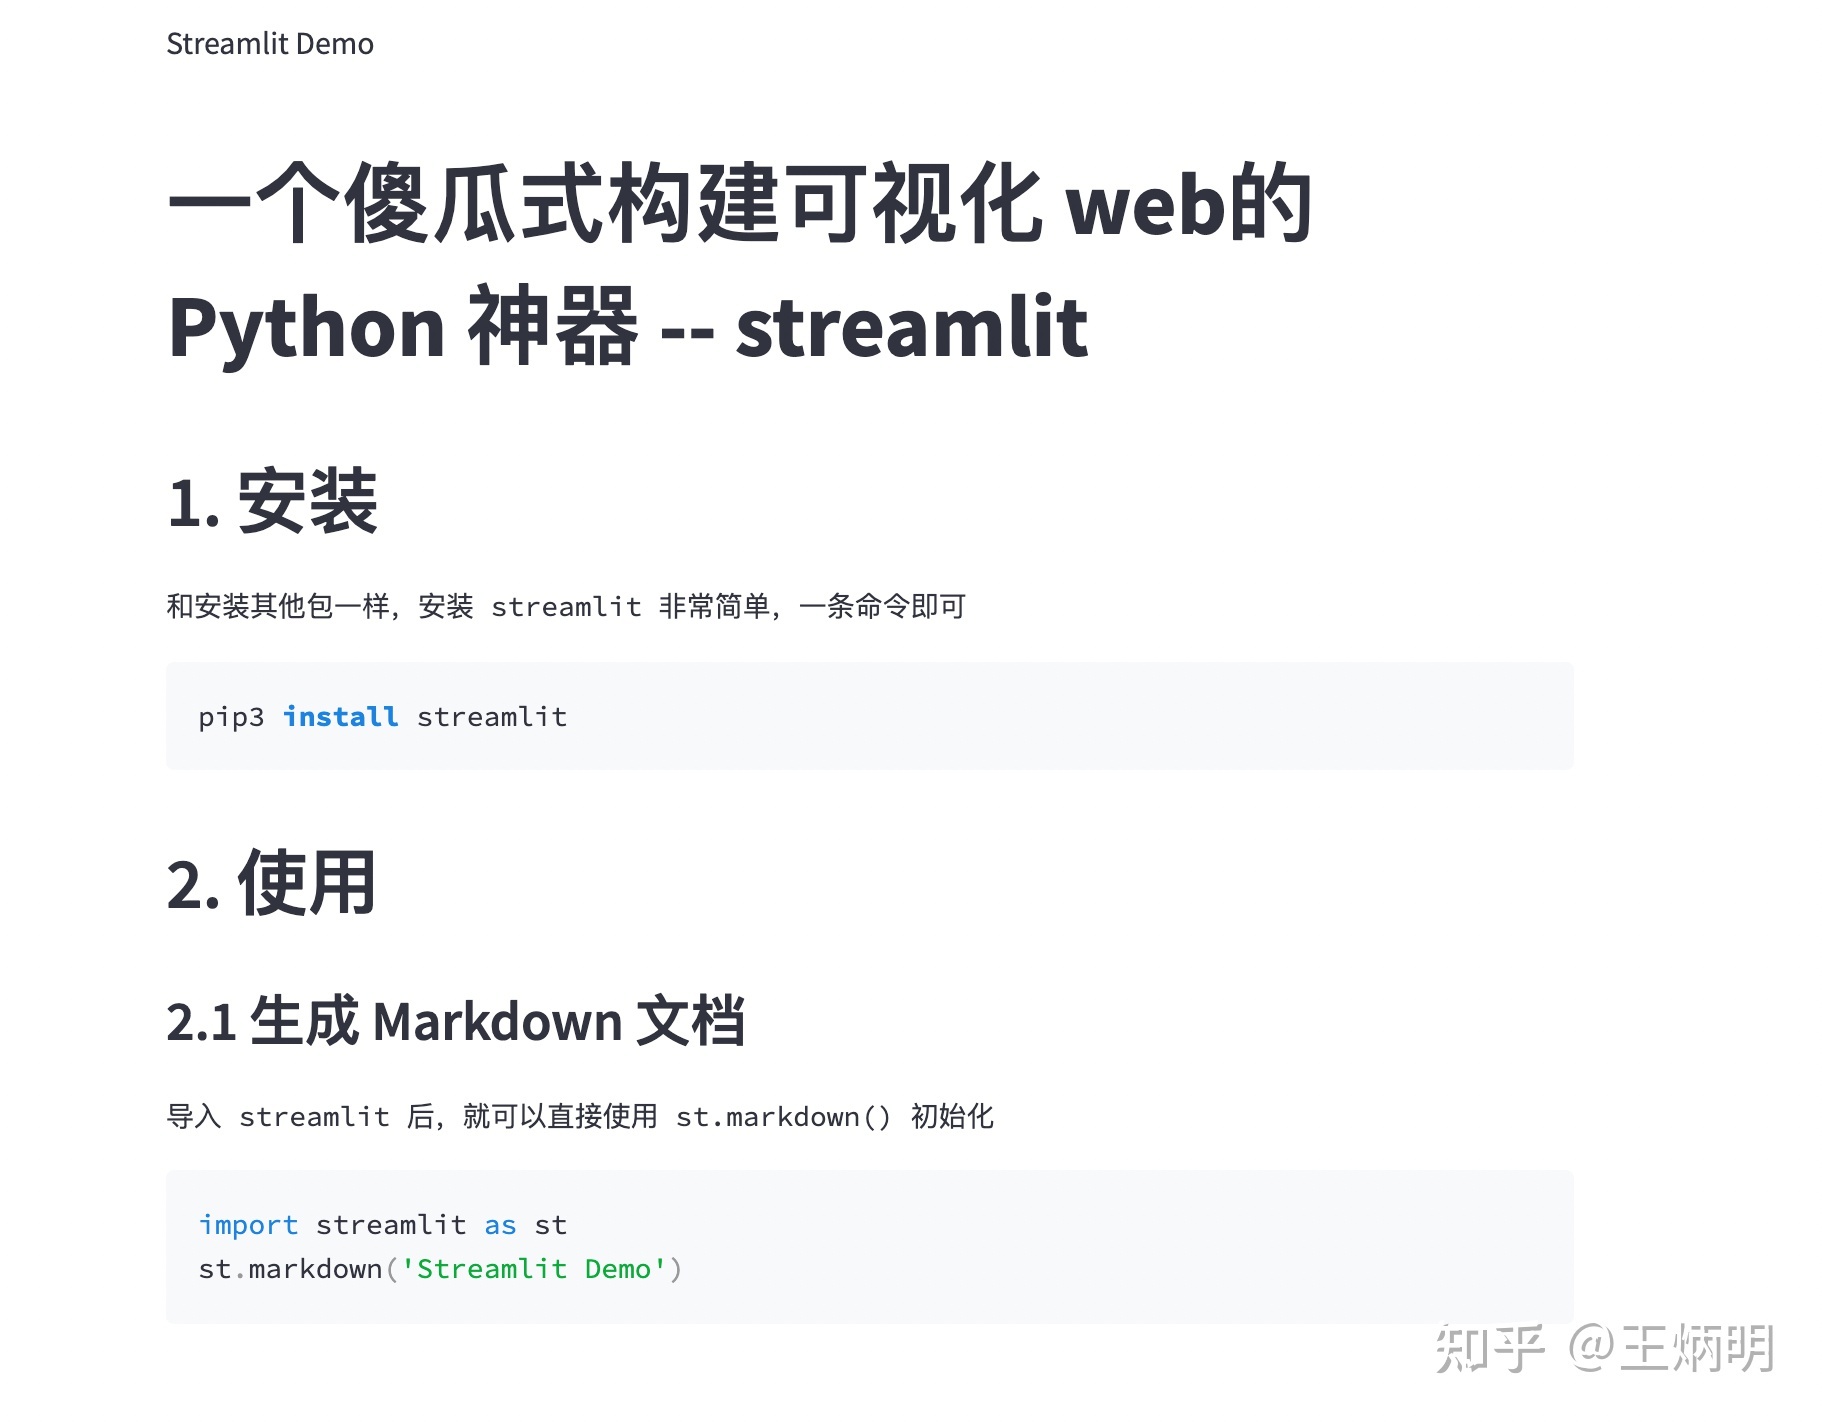 Streamlit Demo
一个傻瓜式构建可视化 web的
Python 神器 -- streamlit
1. 安装
和安装其他包一样，安装 streamlit 非常简单，一条命令即可
pip3 install streamlit
2. 使用
2.1 生成 Markdown 文档
导入 streamlit 后，就可以直接使用 st.markdown() 初始化
import streamlit as st
st.markdown('Streamlit Demo')
知乎 @王炳明